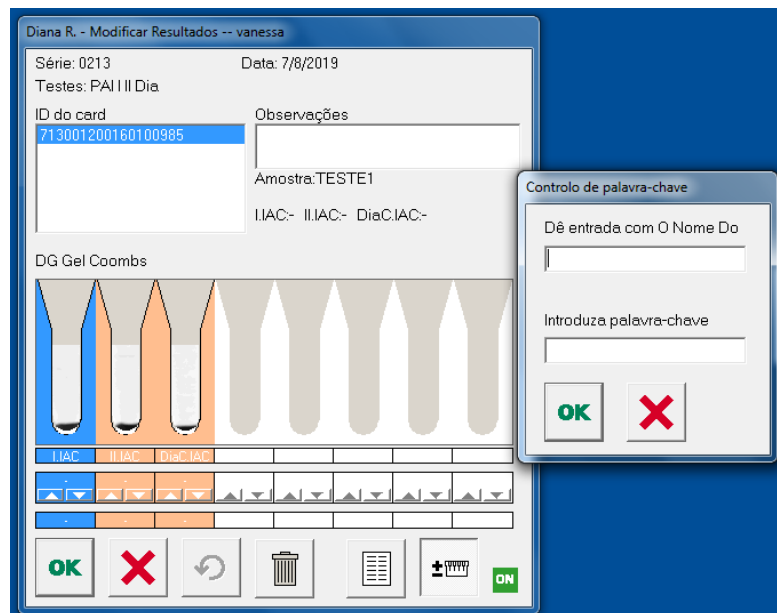 Diana R. - Modificar Resultados -- vanessa
Série: 0213 Data: 7/8/2019
Testes: PAI I II Dia
ID do card Observações
713001200160100985
Amostra:TESTE1
I.IAC:- II.IAC:- DiaC.IAC:-
DG Gel Coombs
I.IAC II.IAC DiaC.IAC
- - -
- - -
OK
±
ON
Controlo de palavra-chave
Dê entrada com O Nome Do
Introduza palavra-chave
OK